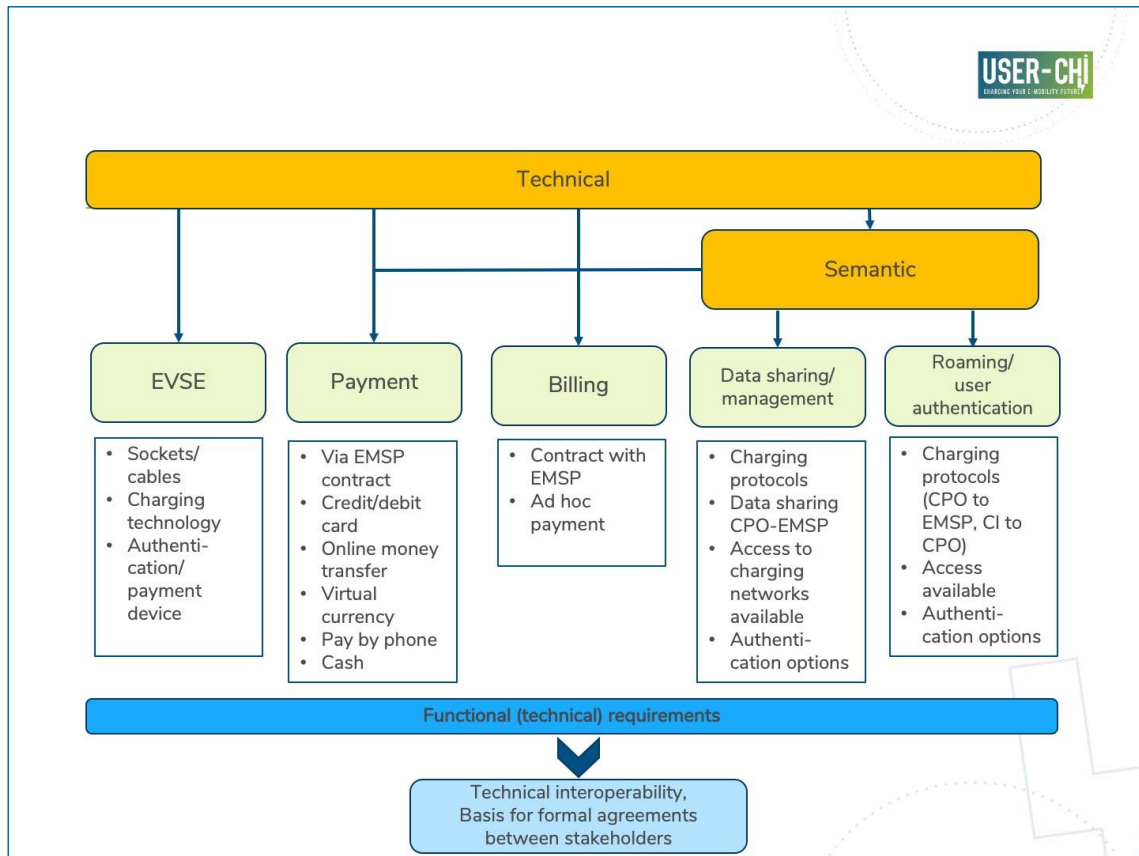 USER-CHi
CHARGING YOUR E-MOBILITY FUTURE
Technical
Semantic
EVSE
Payment
Billing
Data sharing/
management
Roaming/
user
authentication
• Sockets/
cables
• Charging
technology
• Authenti-
cation/
payment
device
• Via EMSP
contract
• Credit/debit
card
• Online money
transfer
• Virtual
currency
• Pay by phone
• Cash
• Contract with
EMSP
• Ad hoc
payment
• Charging
protocols
• Data sharing
CPO-EMSP
• Access to
charging
networks
available
• Authenti-
cation options
• Charging
protocols
(CPO to
EMSP, CI to
CPO)
• Access
available
• Authenti-
cation options
Functional (technical) requirements
Technical interoperability,
Basis for formal agreements
between stakeholders